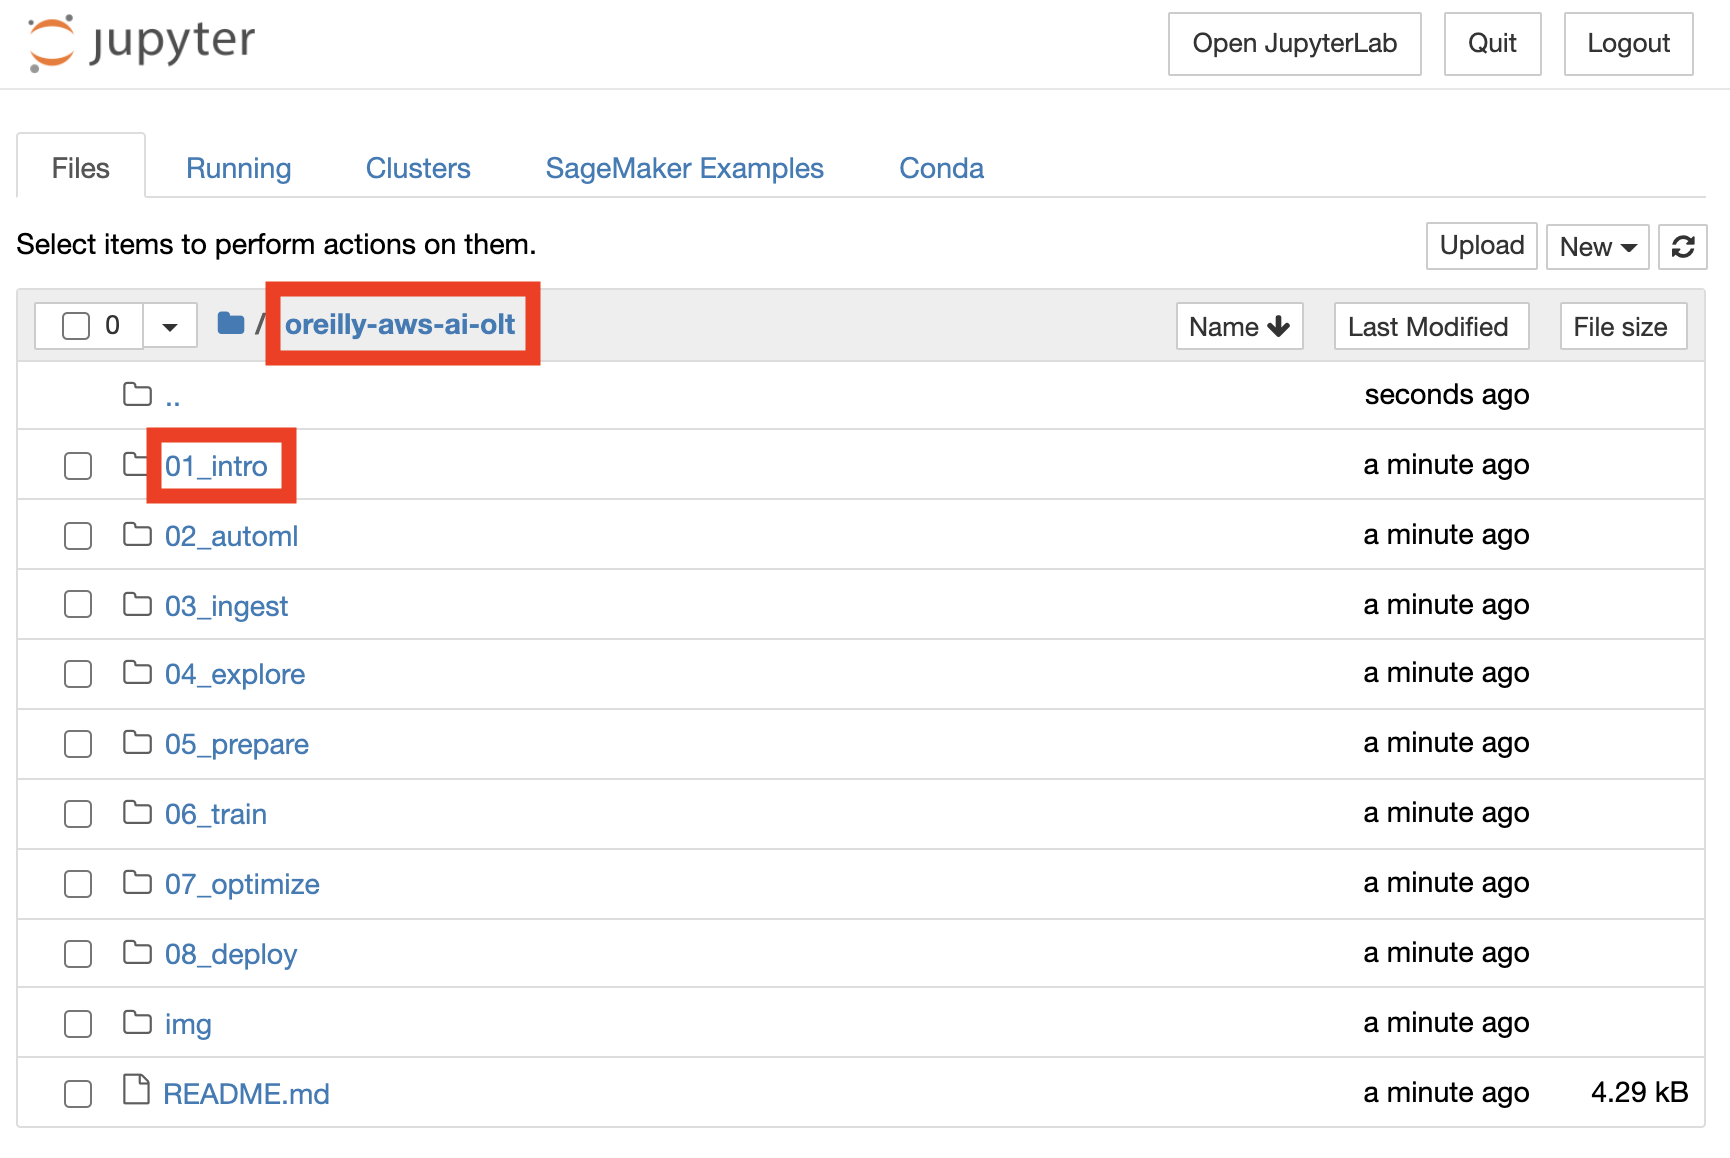 jupyter Open JupyterLab Quit Logout
Files Running Clusters SageMaker Examples Conda
Select items to perform actions on them. Upload New
0 / oreilly-aws-ai-olt Name Last Modified File size
.. seconds ago
01_intro a minute ago
02_automl a minute ago
03_ingest a minute ago
04_explore a minute ago
05_prepare a minute ago
06_train a minute ago
07_optimize a minute ago
08_deploy a minute ago
img a minute ago
README.md a minute ago 4.29 kB